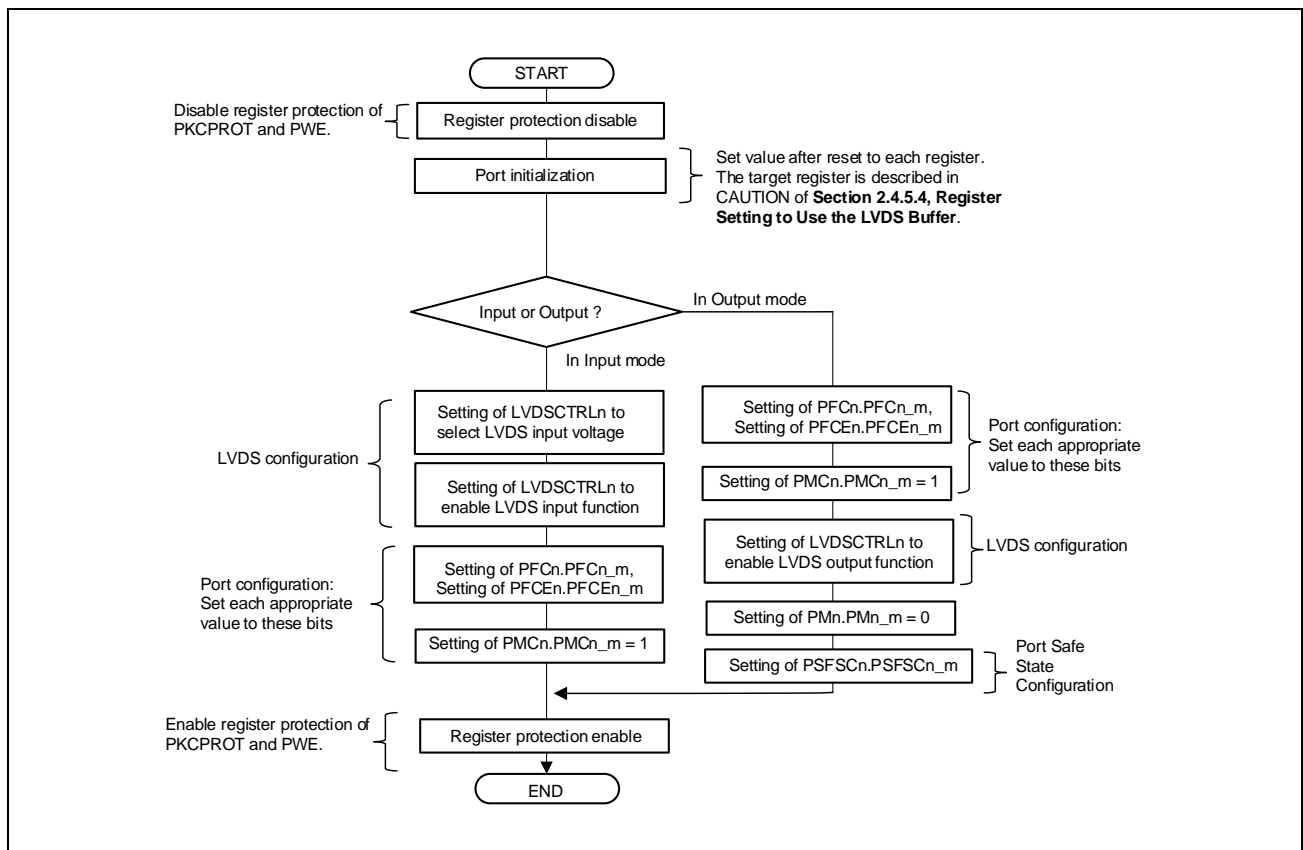 START
Disable register protection of
PKCPROT and PWE.
Register protection disable
Port initialization
Set value after reset to each register.
The target register is described in
CAUTION of Section 2.4.5.4, Register
Setting to Use the LVDS Buffer.
Input or Output ?
In Output mode
In Input mode
LVDS configuration
Setting of LVDSCTRLn to
select LVDS input voltage
Setting of LVDSCTRLn to
enable LVDS input function
Port configuration:
Set each appropriate
value to these bits
Setting of PFCn.PFCn_m,
Setting of PFCEn.PFCEn_m
Setting of PMCn.PMCn_m = 1
Setting of PFCn.PFCn_m,
Setting of PFCEn.PFCEn_m
Setting of PMCn.PMCn_m = 1
Port configuration:
Set each appropriate
value to these bits
Setting of LVDSCTRLn to
enable LVDS output function
LVDS configuration
Setting of PMn.PMn_m = 0
Setting of PSFSCn.PSFSCn_m
Port Safe
State
Configuration
Enable register protection of
PKCPROT and PWE.
Register protection enable
END